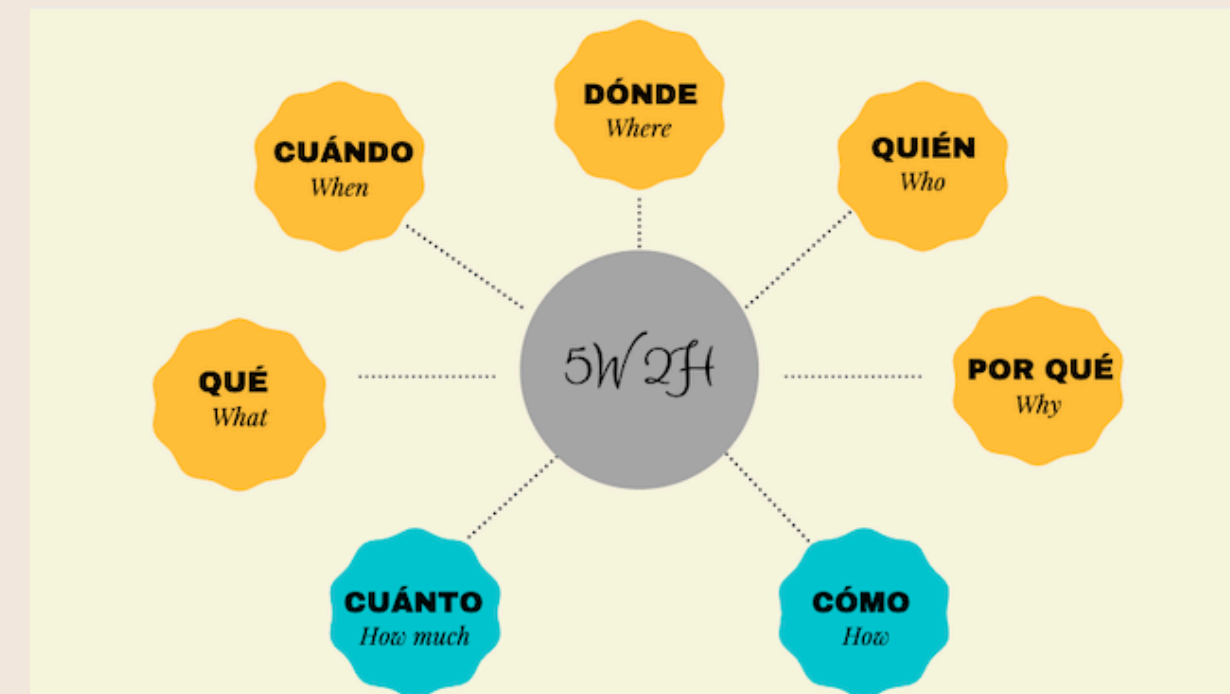 DÓNDE
Where
CUÁNDO
When
QUIÉN
Who
5W2H
QUÉ
What
POR QUÉ
Why
CUÁNTO
How much
CÓMO
How